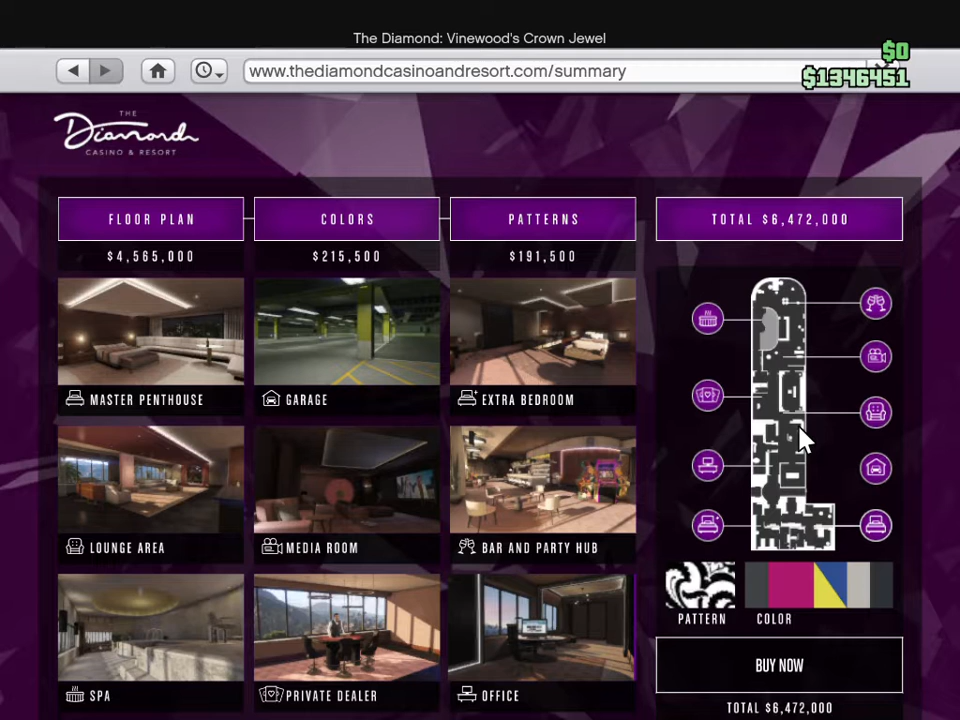 The Diamond: Vinewood's Crown Jewel
$0
www.thediamondcasinoandresort.com/summary
$1346451
THE
Diamond
CASINO & RESORT
FLOOR PLAN
COLORS
PATTERNS
TOTAL $6,472,000
$4,565,000
$215,500
$191,500
MASTER PENTHOUSE
GARAGE
EXTRA BEDROOM
LOUNGE AREA
MEDIA ROOM
BAR AND PARTY HUB
PATTERN
COLOR
BUY NOW
SPA
PRIVATE DEALER
OFFICE
TOTAL $6,472,000